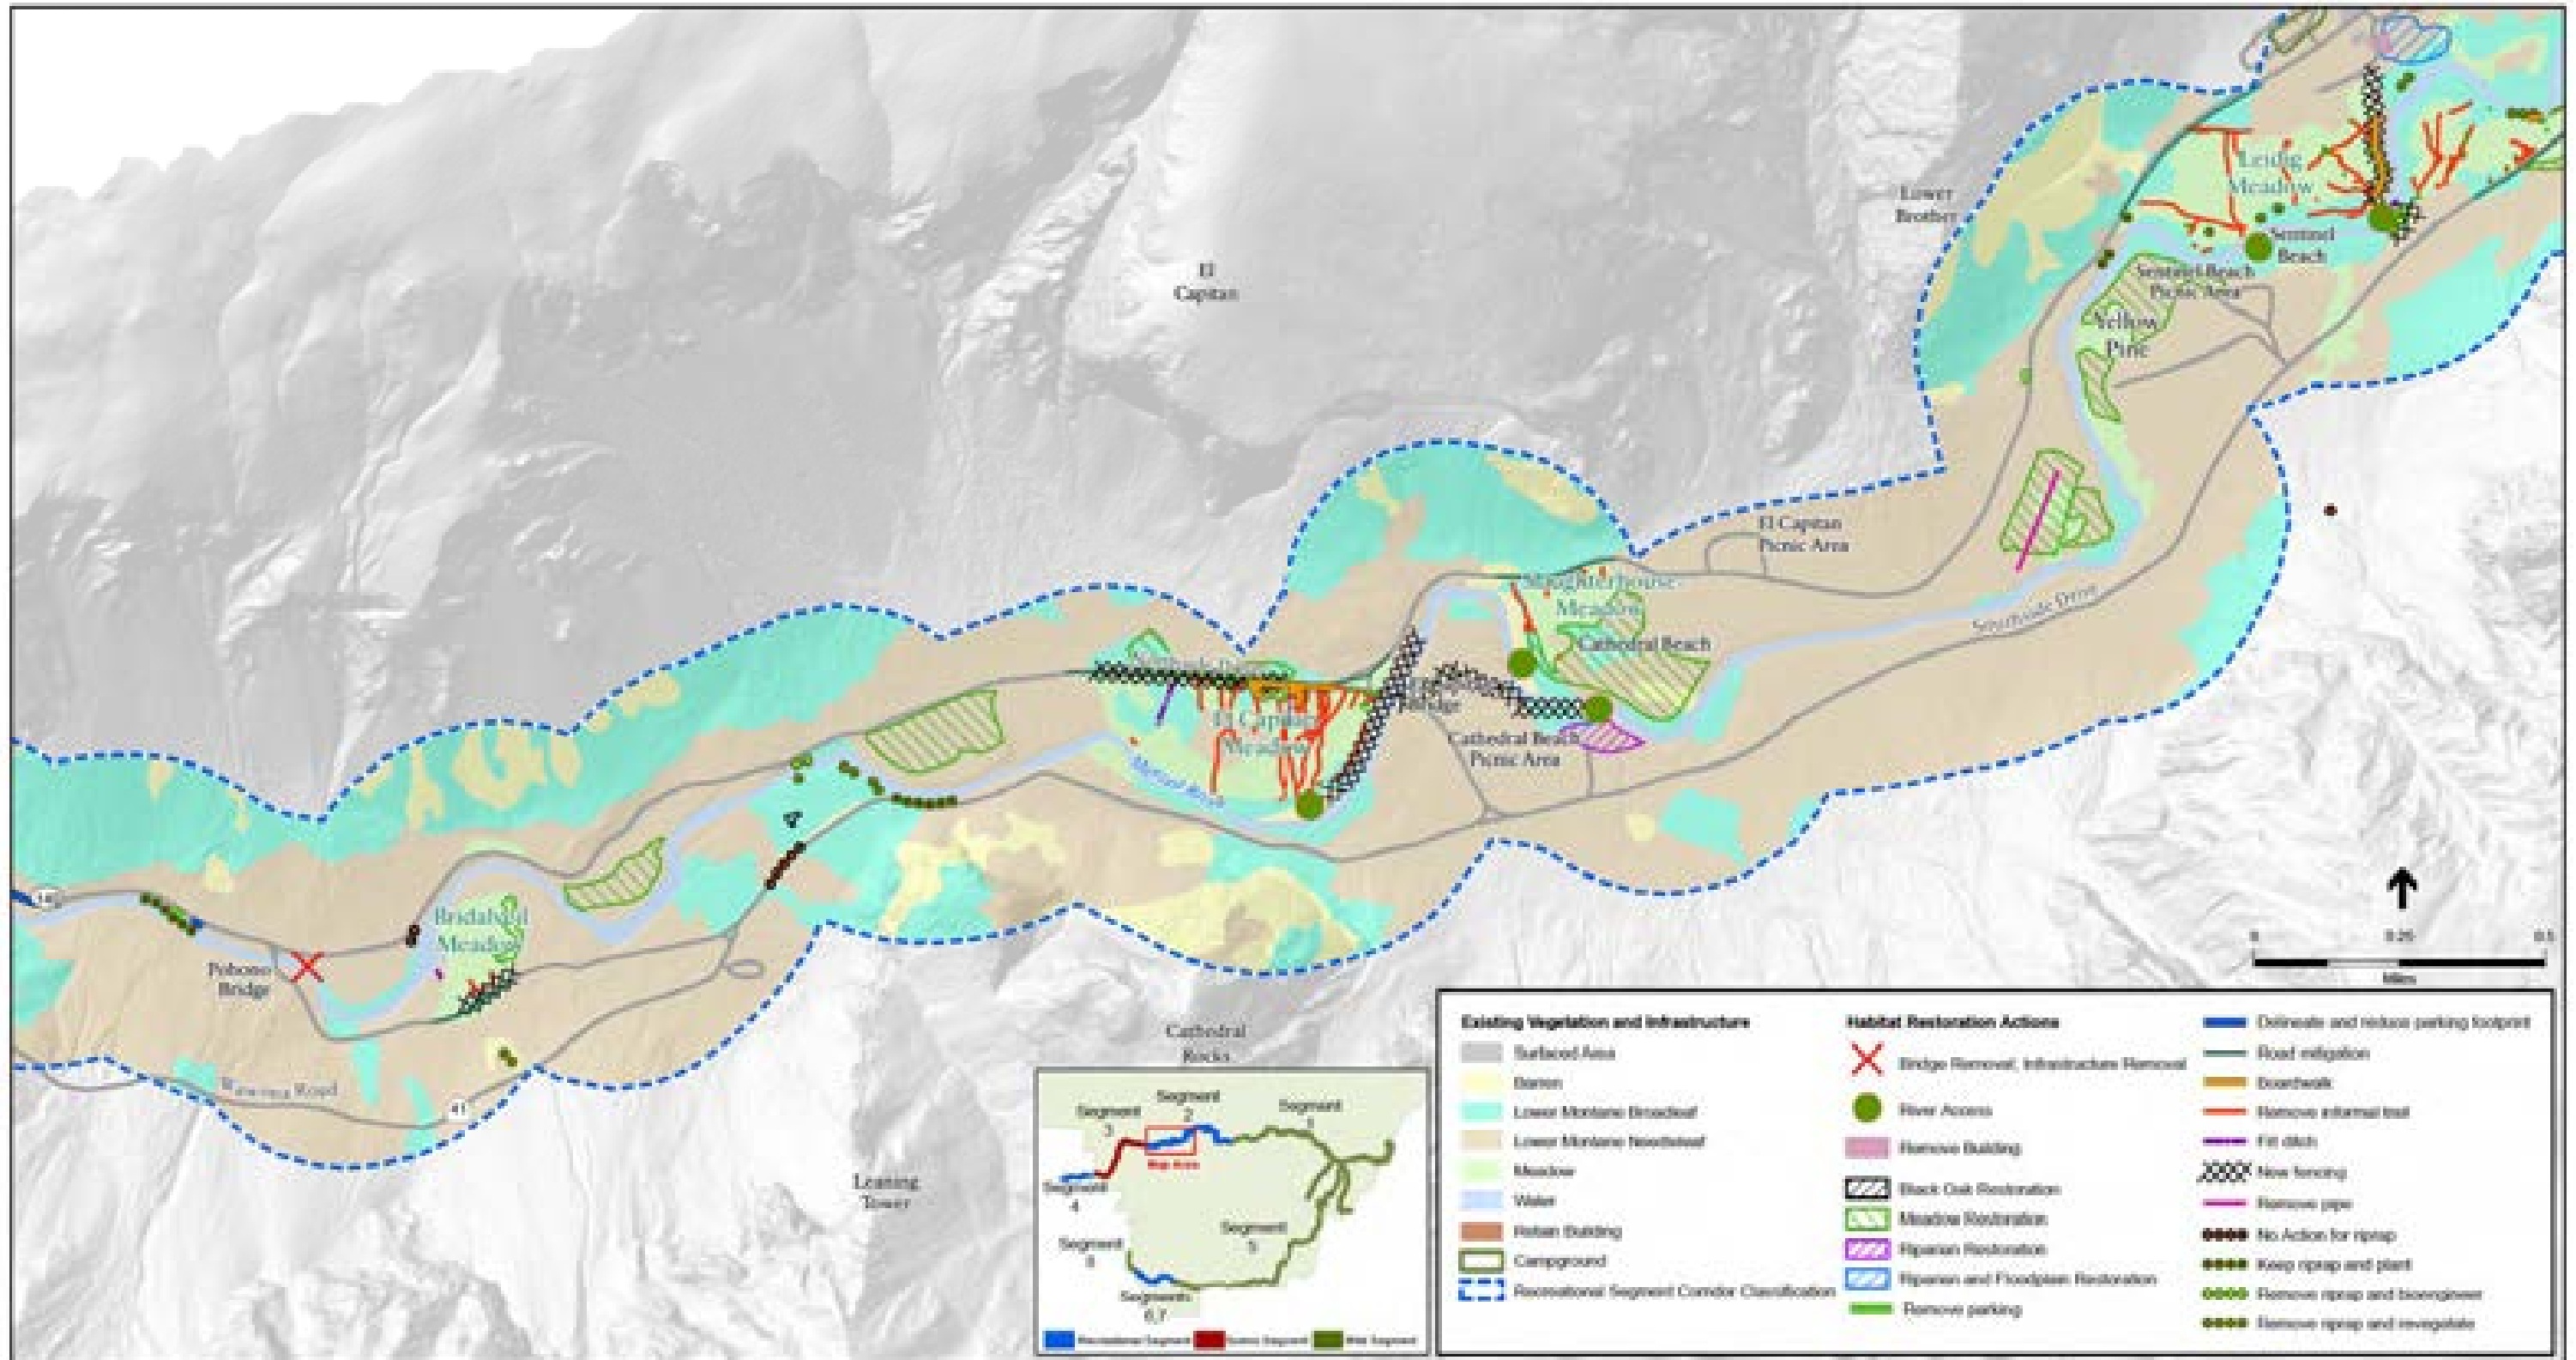 Lower
Brother
El
Capitan
Leidig
Meadow
Sentinel
Beach
Sentinel Beach
Picnic Area
Yellow
Pine
El Capitan
Picnic Area
Slaughterhouse
Meadow
Cathedral Beach
Southside Drive
Bridge
El Capitan
Meadow
Cathedral Beach
Picnic Area
Merced River
Bridalveil
Meadow
Pohono
Bridge
Wawona Road
41
Cathedral
Rocks
Leaning
Tower
0 0.25 0.5
Miles
Segment
3
Segment
2
Segment
1
Map Area
Segment
4
Segment
5
Segment
8
Segments
6,7
Recreational Segment Scenic Segment Wild Segment
Existing Vegetation and Infrastructure
Surfaced Area
Barren
Lower Montane Broadleaf
Lower Montane Needleleaf
Meadow
Water
Retain Building
Campground
Recreational Segment Corridor Classification
Habitat Restoration Actions
Bridge Removal, Infrastructure Removal
River Access
Remove Building
Black Oak Restoration
Meadow Restoration
Riparian Restoration
Riparian and Floodplain Restoration
Remove parking
Delineate and reduce parking footprint
Road mitigation
Boardwalk
Remove informal trail
Fill ditch
New fencing
Remove pipe
No Action for riprap
Keep riprap and plant
Remove riprap and bioengineer
Remove riprap and revegetate